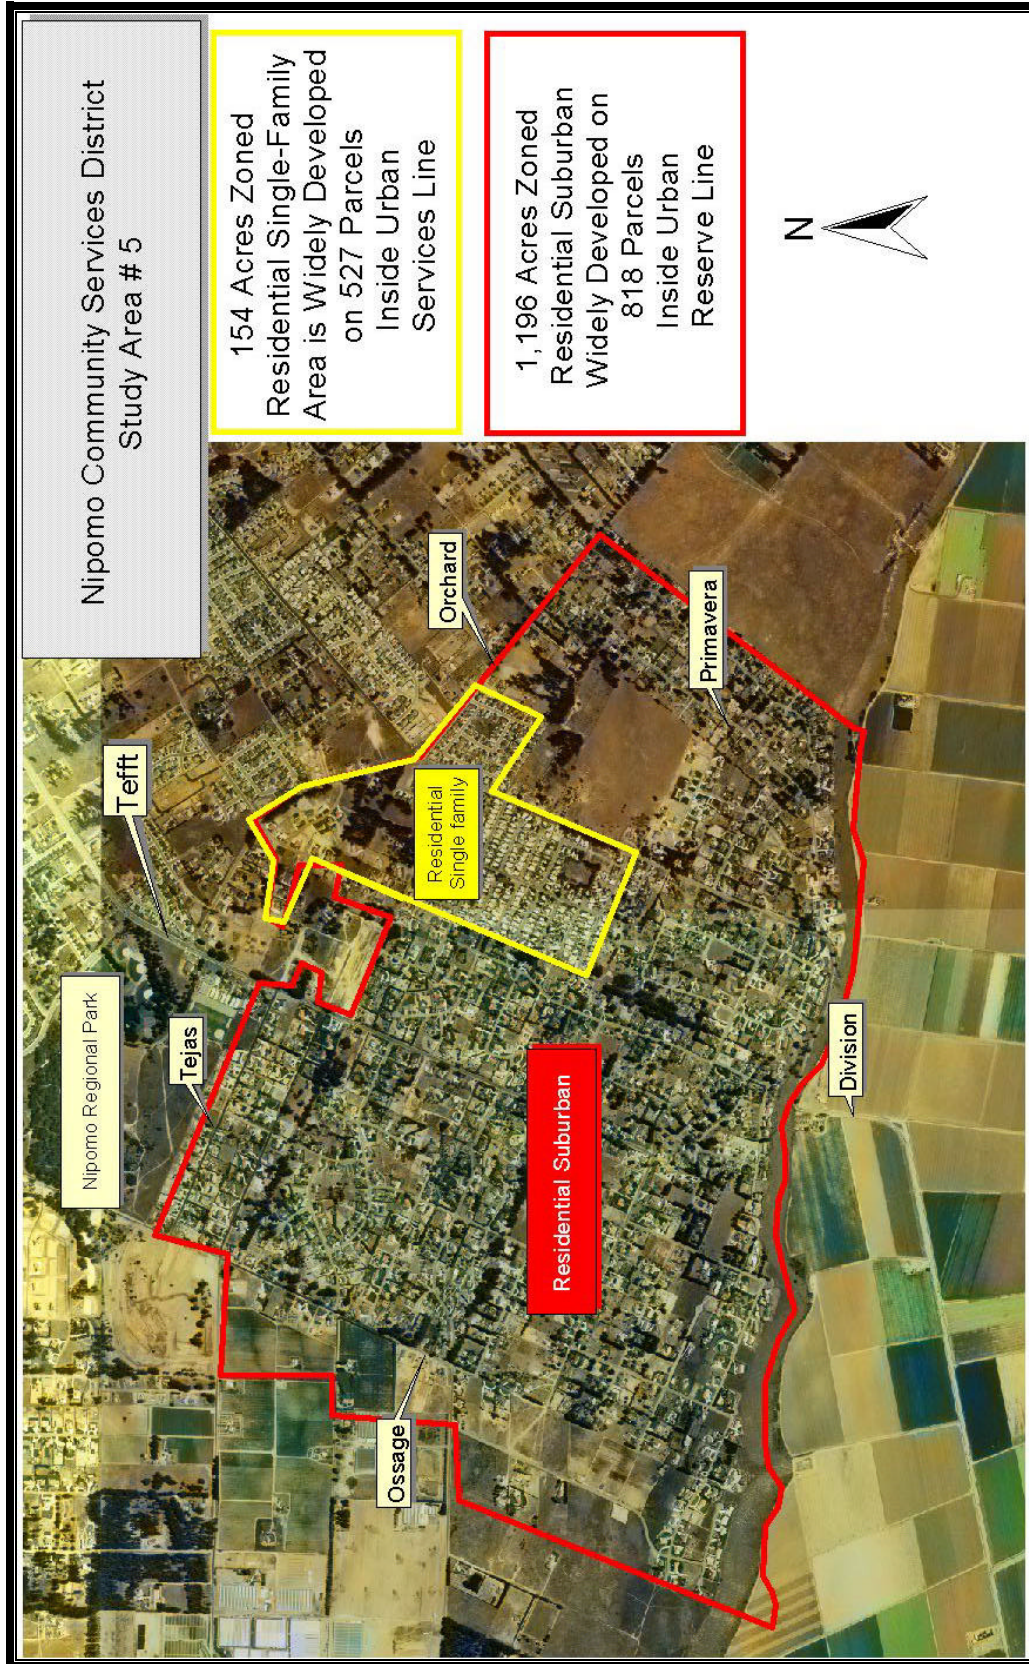 Nipomo Community Services District
Study Area # 5
154 Acres Zoned
Residential Single-Family
Area is Widely Developed
on 527 Parcels
Inside Urban
Services Line
1,196 Acres Zoned
Residential Suburban
Widely Developed on
818 Parcels
Inside Urban
Reserve Line
N
Nipomo Regional Park
Tefft
Tejas
Orchard
Residential
Single family
Primavera
Ossage
Residential Suburban
Division